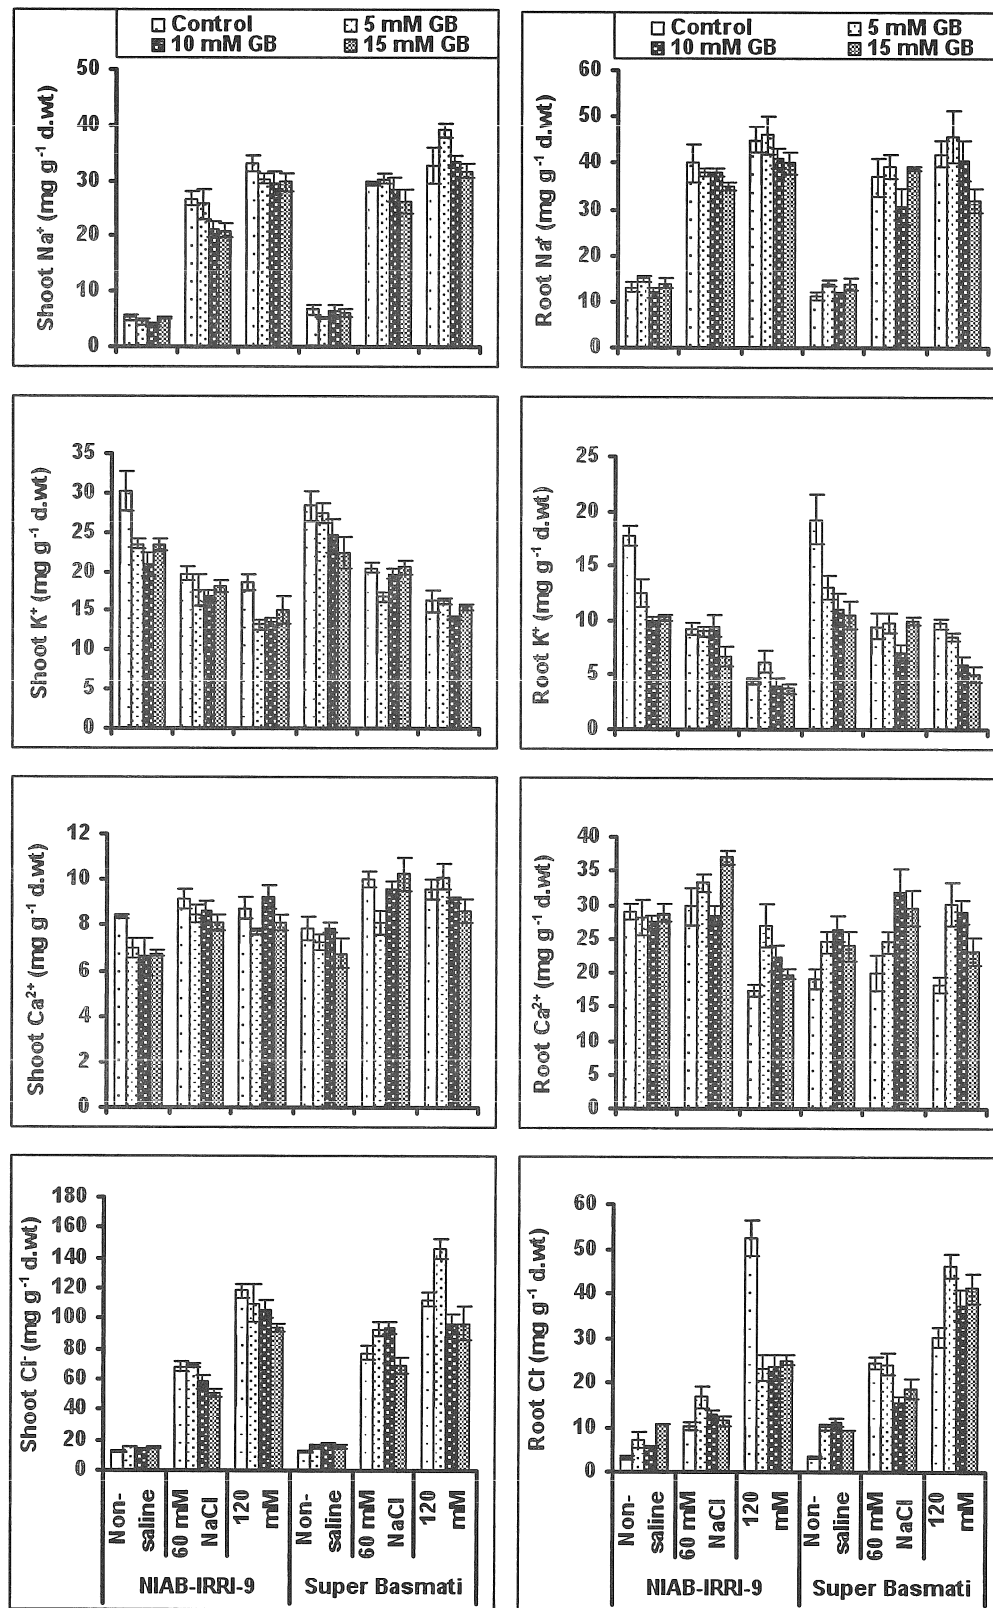 Control 5 mM GB
10 mM GB 15 mM GB
Shoot Na⁺ (mg g⁻¹ d.wt)
50
40
30
20
10
0
Control 5 mM GB
10 mM GB 15 mM GB
Root Na⁺ (mg g⁻¹ d.wt)
60
50
40
30
20
10
0
Shoot K⁺ (mg g⁻¹ d.wt)
35
30
25
20
15
10
5
0
Root K⁺ (mg g⁻¹ d.wt)
25
20
15
10
5
0
Shoot Ca²⁺ (mg g⁻¹ d.wt)
12
10
8
6
4
2
0
Root Ca²⁺ (mg g⁻¹ d.wt)
40
35
30
25
20
15
10
5
0
Shoot Cl⁻ (mg g⁻¹ d.wt)
180
160
140
120
100
80
60
40
20
0
Non-
saline
60 mM
NaCl
120
mM
Non-
saline
60 mM
NaCl
120
mM
NIAB-IRRI-9 Super Basmati
Root Cl⁻ (mg g⁻¹ d.wt)
60
50
40
30
20
10
0
Non-
saline
60 mM
NaCl
120
mM
Non-
saline
60 mM
NaCl
120
mM
NIAB-IRRI-9 Super Basmati